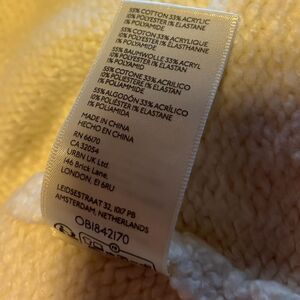 55% COTTON 33% ACRYLIC
10% POLYESTER 1% ELASTANE
1% POLYAMIDE
55% COTON 33% ACRYLIQUE
10% POLYESTER 1% ELASTHANNE
1% POLYAMIDE
55% BAUMWOLLE 33% ACRYL
10% POLYESTER 1% ELASTAN
1% POLYAMID
55% COTONE 33% ACRILICO
10% POLIESTERE 1% ELASTAN
1% POLIAMMIDE
55% ALGODÓN 33% ACRÍLICO
10% POLIÉSTER 1% ELASTANO
1% POLIAMIDA
MADE IN CHINA
HECHO EN CHINA
RN 66170
CA 32054
URBN UK Ltd
146 Brick Lane,
LONDON, E1 6RU
LEIDSESTRAAT 32, 1017 PB
AMSTERDAM, NETHERLANDS
OB1842170